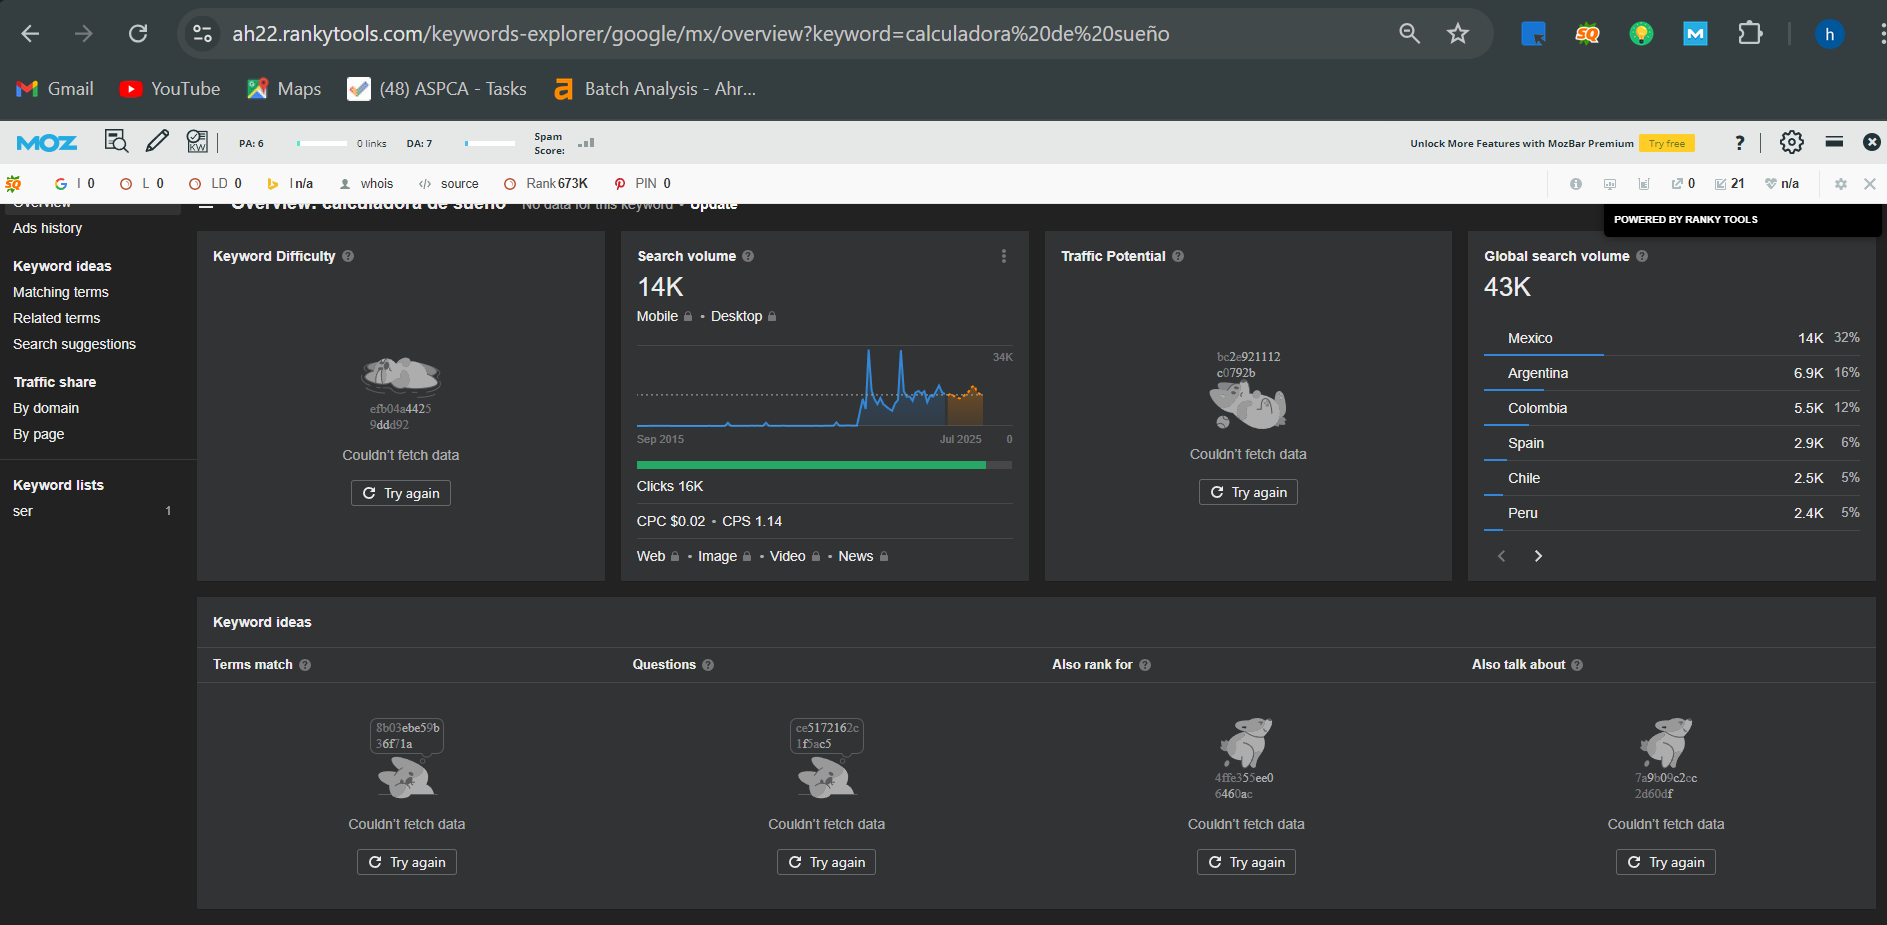 ah22.rankytools.com/keywords-explorer/google/mx/overview?keyword=calculadora%20de%20sueño
h
Gmail
YouTube
Maps
(48) ASPCA - Tasks
Batch Analysis - Ahr...
MOZ
KW
PA: 6
0 links
DA: 7
Spam Score:
Unlock More Features with MozBar Premium
Try free
?
SQ
I 0
L 0
LD 0
I n/a
whois
source
Rank 673K
PIN 0
0
21
n/a
Overview
Overview: calculadora de sueño
No data for this keyword • Update
POWERED BY RANKY TOOLS
Ads history
Keyword ideas
Matching terms
Related terms
Search suggestions
Traffic share
By domain
By page
Keyword lists
ser 1
Keyword Difficulty ?
efb04a4425
9ddd92
Couldn't fetch data
Try again
Search volume ?
14K
Mobile • Desktop
34K
Sep 2015
Jul 2025
0
Clicks 16K
CPC $0.02 • CPS 1.14
Web • Image • Video • News
Traffic Potential ?
bc2e921112
c0792b
Couldn't fetch data
Try again
Global search volume ?
43K
Mexico 14K 32%
Argentina 6.9K 16%
Colombia 5.5K 12%
Spain 2.9K 6%
Chile 2.5K 5%
Peru 2.4K 5%
Keyword ideas
Terms match ?
8b03ebe59b
36f71a
Couldn't fetch data
Try again
Questions ?
ce5172162c
1f5ac5
Couldn't fetch data
Try again
Also rank for ?
4ffe355ee0
6460ac
Couldn't fetch data
Try again
Also talk about ?
7a9b09c2cc
2d60df
Couldn't fetch data
Try again